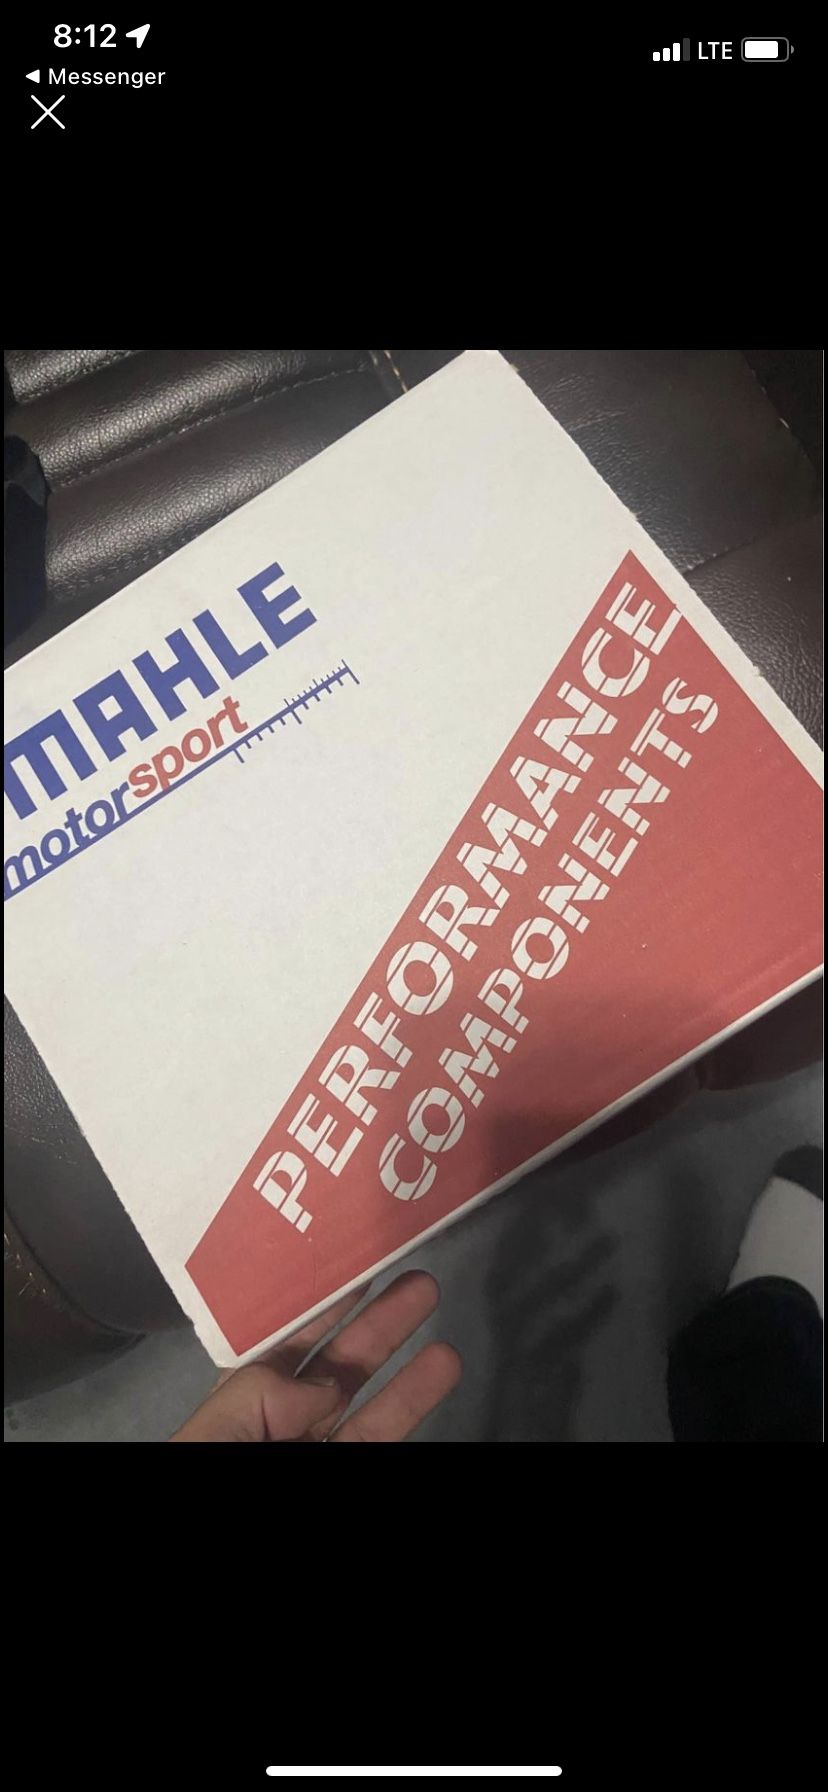 8:12
LTE
Messenger
MAHLE
motorsport
PERFORMANCE
COMPONENTS